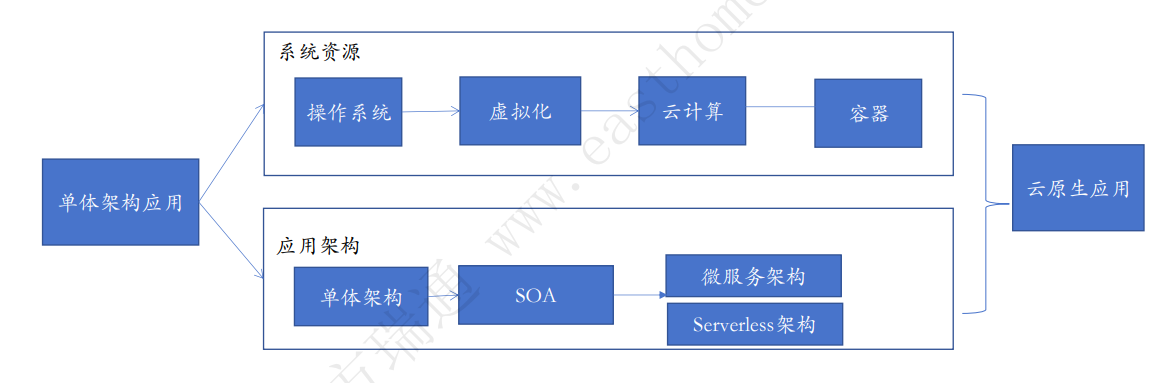 系统资源
操作系统
虚拟化
云计算
容器
单体架构应用
云原生应用
应用架构
单体架构
SOA
微服务架构
Serverless架构
方瑞通 www.easthome